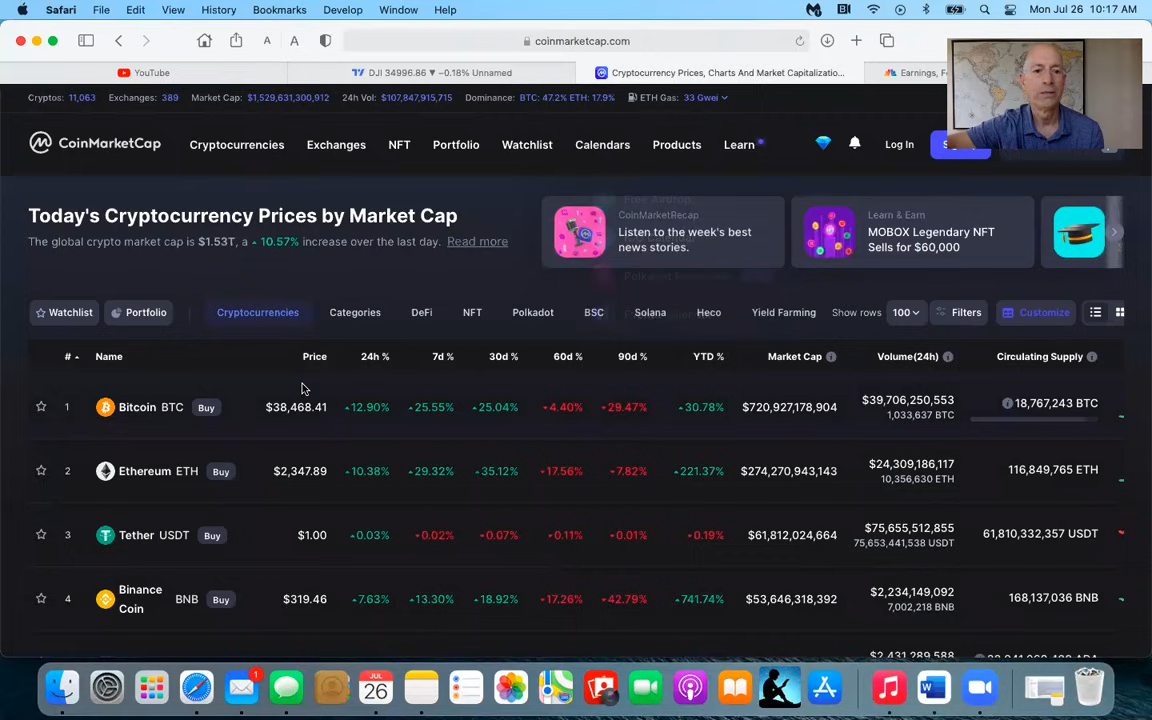 Safari File Edit View History Bookmarks Develop Window Help Mon Jul 26 10:17 AM
A A coinmarketcap.com
YouTube DJI 34996.86 ▼ −0.18% Unnamed Cryptocurrency Prices, Charts And Market Capitalizatio... Earnings, F
Cryptos: 11,063 Exchanges: 389 Market Cap: $1,529,631,300,912 24h Vol: $107,847,915,715 Dominance: BTC: 47.2% ETH: 17.9% ETH Gas: 33 Gwei
CoinMarketCap Cryptocurrencies Exchanges NFT Portfolio Watchlist Calendars Products Learn Log In
Today's Cryptocurrency Prices by Market Cap
The global crypto market cap is $1.53T, a 10.57% increase over the last day. Read more
Free Airdrop
CoinMarketRecap
Listen to the week's best
news stories.
Learn & Earn
MOBOX Legendary NFT
Sells for $60,000
Watchlist Portfolio Cryptocurrencies Categories DeFi NFT Polkadot BSC Solana Heco Yield Farming Show rows 100 Filters Customize
# Name Price 24h % 7d % 30d % 60d % 90d % YTD % Market Cap Volume(24h) Circulating Supply
1 Bitcoin BTC Buy $38,468.41 12.90% 25.55% 25.04% 4.40% 29.47% 30.78% $720,927,178,904 $39,706,250,553 18,767,243 BTC
1,033,637 BTC
2 Ethereum ETH Buy $2,347.89 10.38% 29.32% 35.12% 17.56% 7.82% 221.37% $274,270,943,143 $24,309,186,117 116,849,765 ETH
10,356,630 ETH
3 Tether USDT Buy $1.00 0.03% 0.02% 0.07% 0.11% 0.01% 0.19% $61,812,024,664 $75,655,512,855 61,810,332,357 USDT
75,653,441,538 USDT
4 Binance Coin BNB Buy $319.46 7.63% 13.30% 18.92% 17.26% 42.79% 741.74% $53,646,318,392 $2,234,149,092 168,137,036 BNB
7,002,218 BNB
$2,431,289,588
JUL
26
1